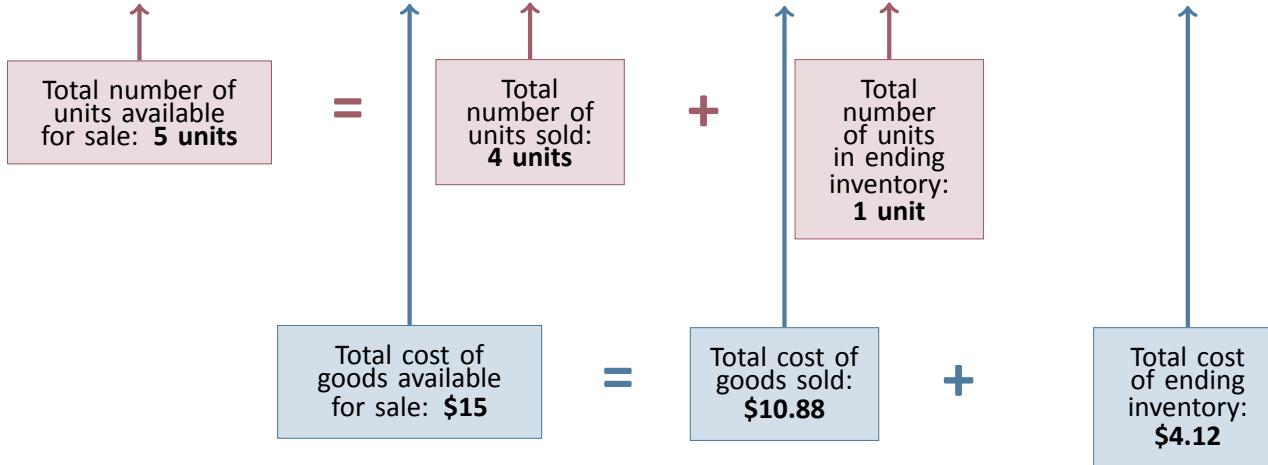 Total number of
units available
for sale: 5 units
=
Total
number of
units sold:
4 units
+
Total
number
of units
in ending
inventory:
1 unit
Total cost of
goods available
for sale: $15
=
Total cost of
goods sold:
$10.88
+
Total cost
of ending
inventory:
$4.12